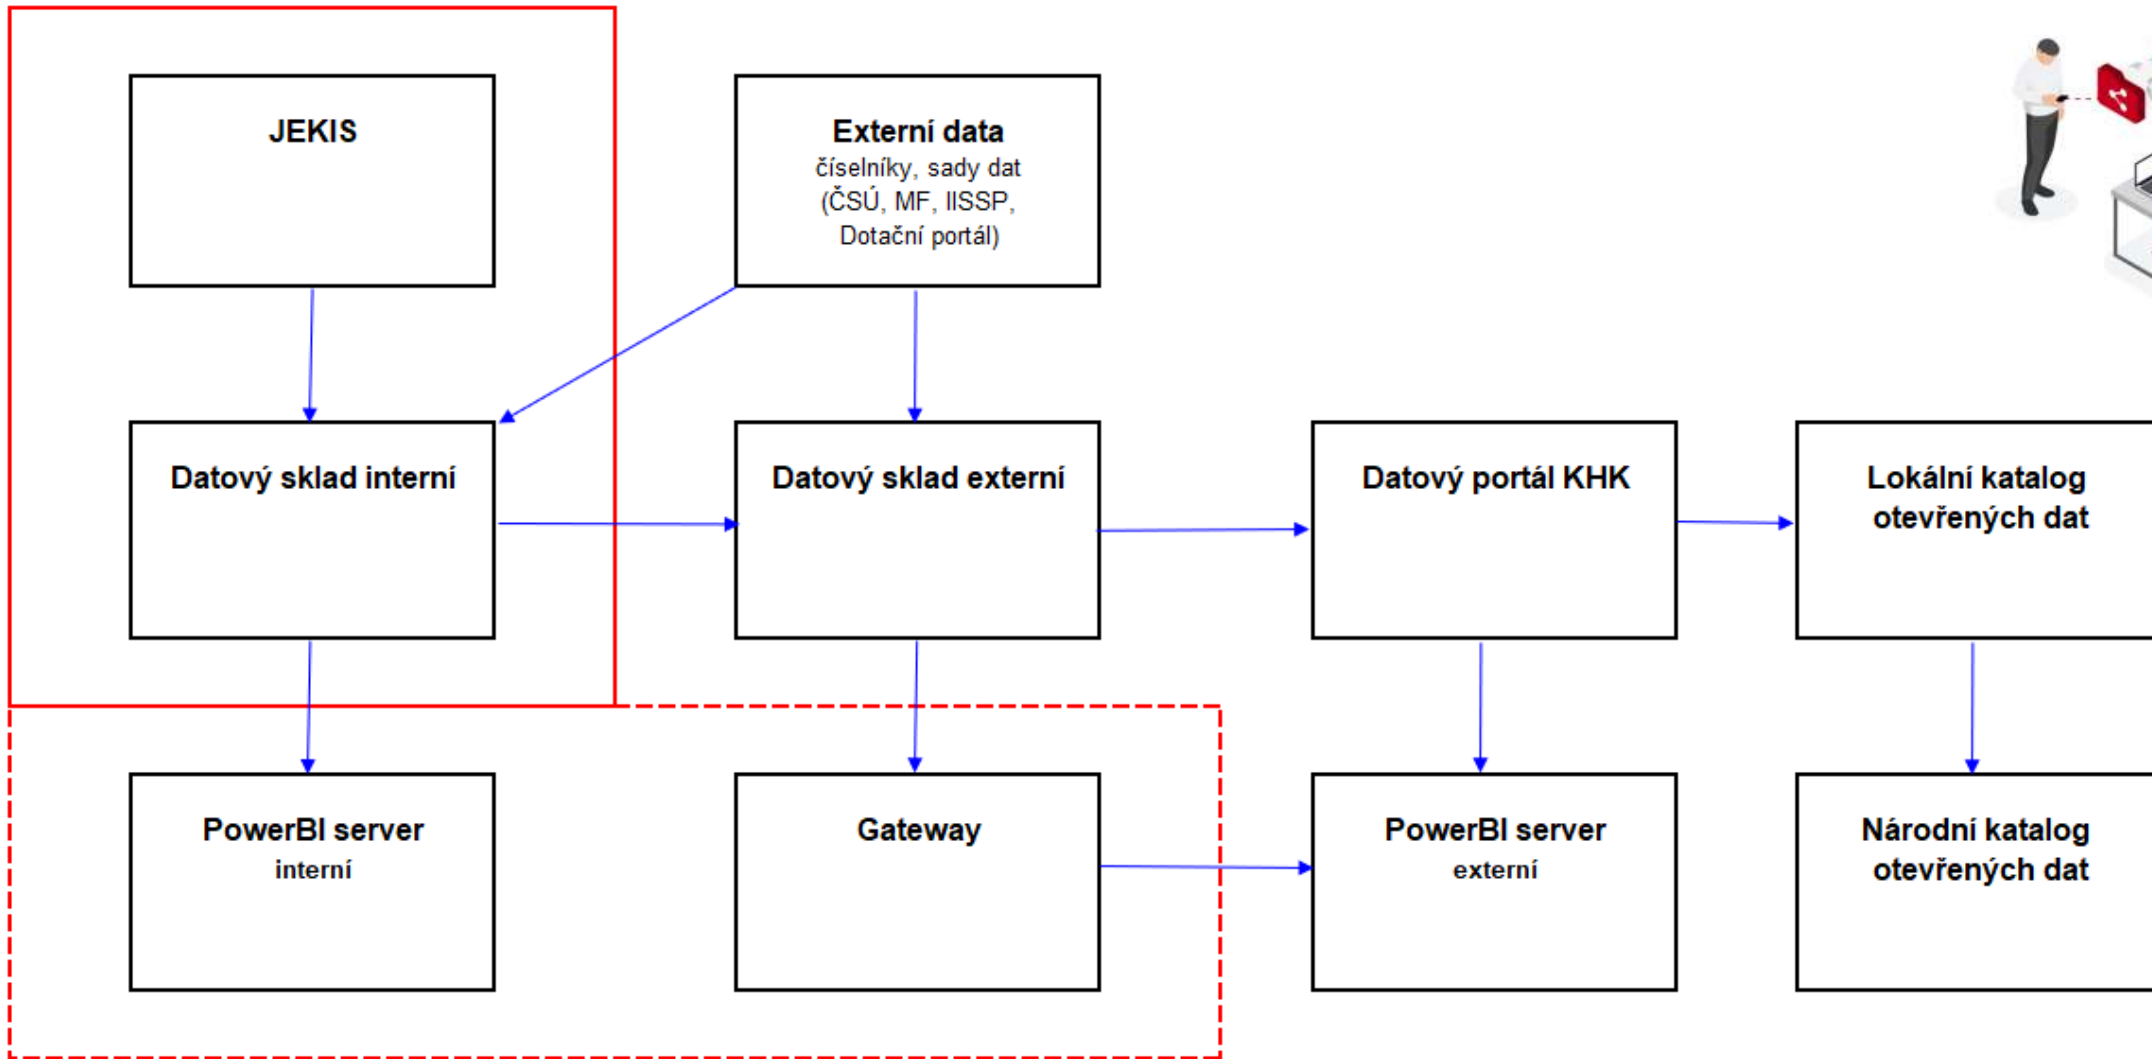 JEKIS
Externí data
číselníky, sady dat
(ČSÚ, MF, IISSP,
Dotační portál)
Datový sklad interní
Datový sklad externí
Datový portál KHK
Lokální katalog
otevřených dat
PowerBI server
interní
Gateway
PowerBI server
externí
Národní katalog
otevřených dat